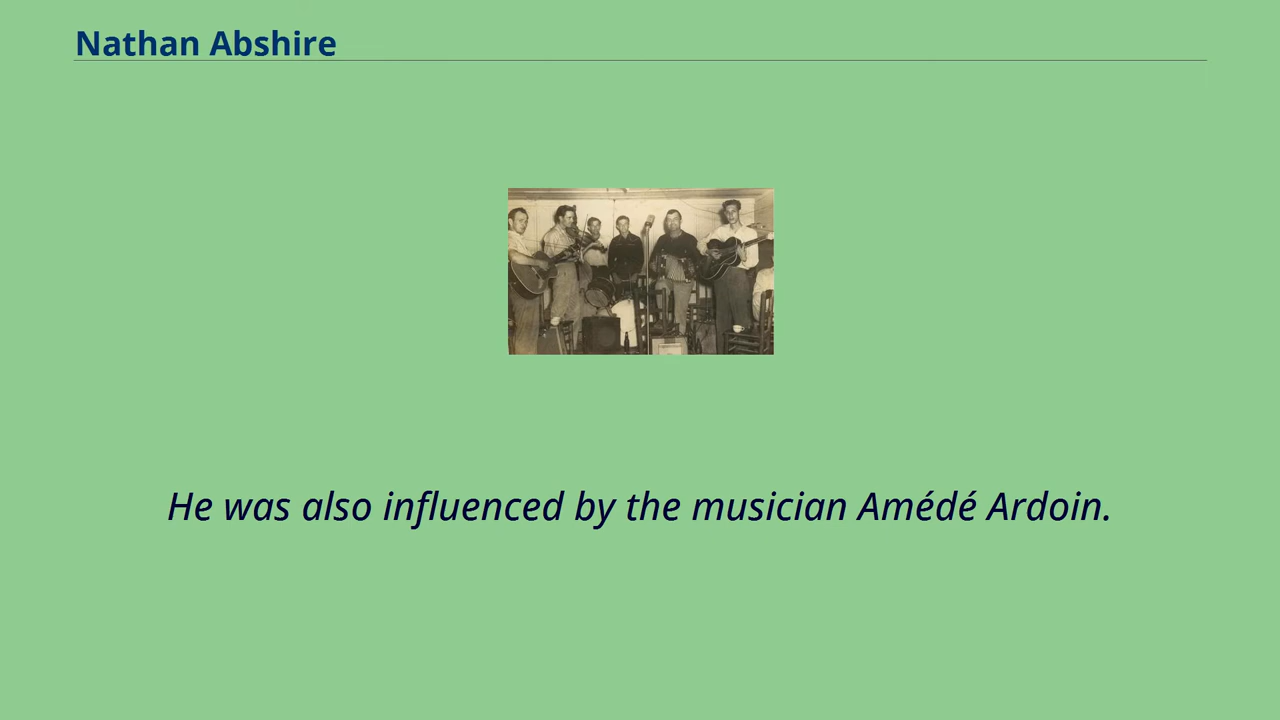 Nathan Abshire
He was also influenced by the musician Amédé Ardoin.